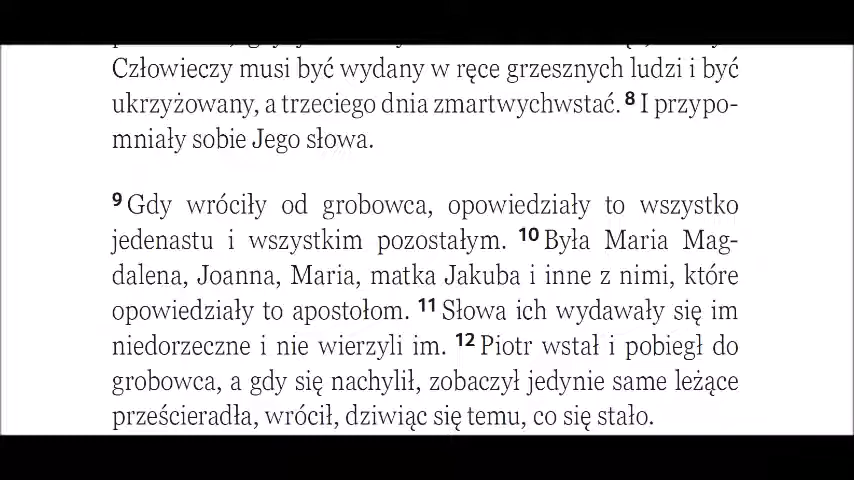 Człowieczy musi być wydany w ręce grzesznych ludzi i być
ukrzyżowany, a trzeciego dnia zmartwychwstać. 8 I przypo-
mniały sobie Jego słowa.
9 Gdy wróciły od grobowca, opowiedziały to wszystko
jedenastu i wszystkim pozostałym. 10 Była Maria Mag-
dalena, Joanna, Maria, matka Jakuba i inne z nimi, które
opowiedziały to apostołom. 11 Słowa ich wydawały się im
niedorzeczne i nie wierzyli im. 12 Piotr wstał i pobiegł do
grobowca, a gdy się nachylił, zobaczył jedynie same leżące
prześcieradła, wrócił, dziwiąc się temu, co się stało.